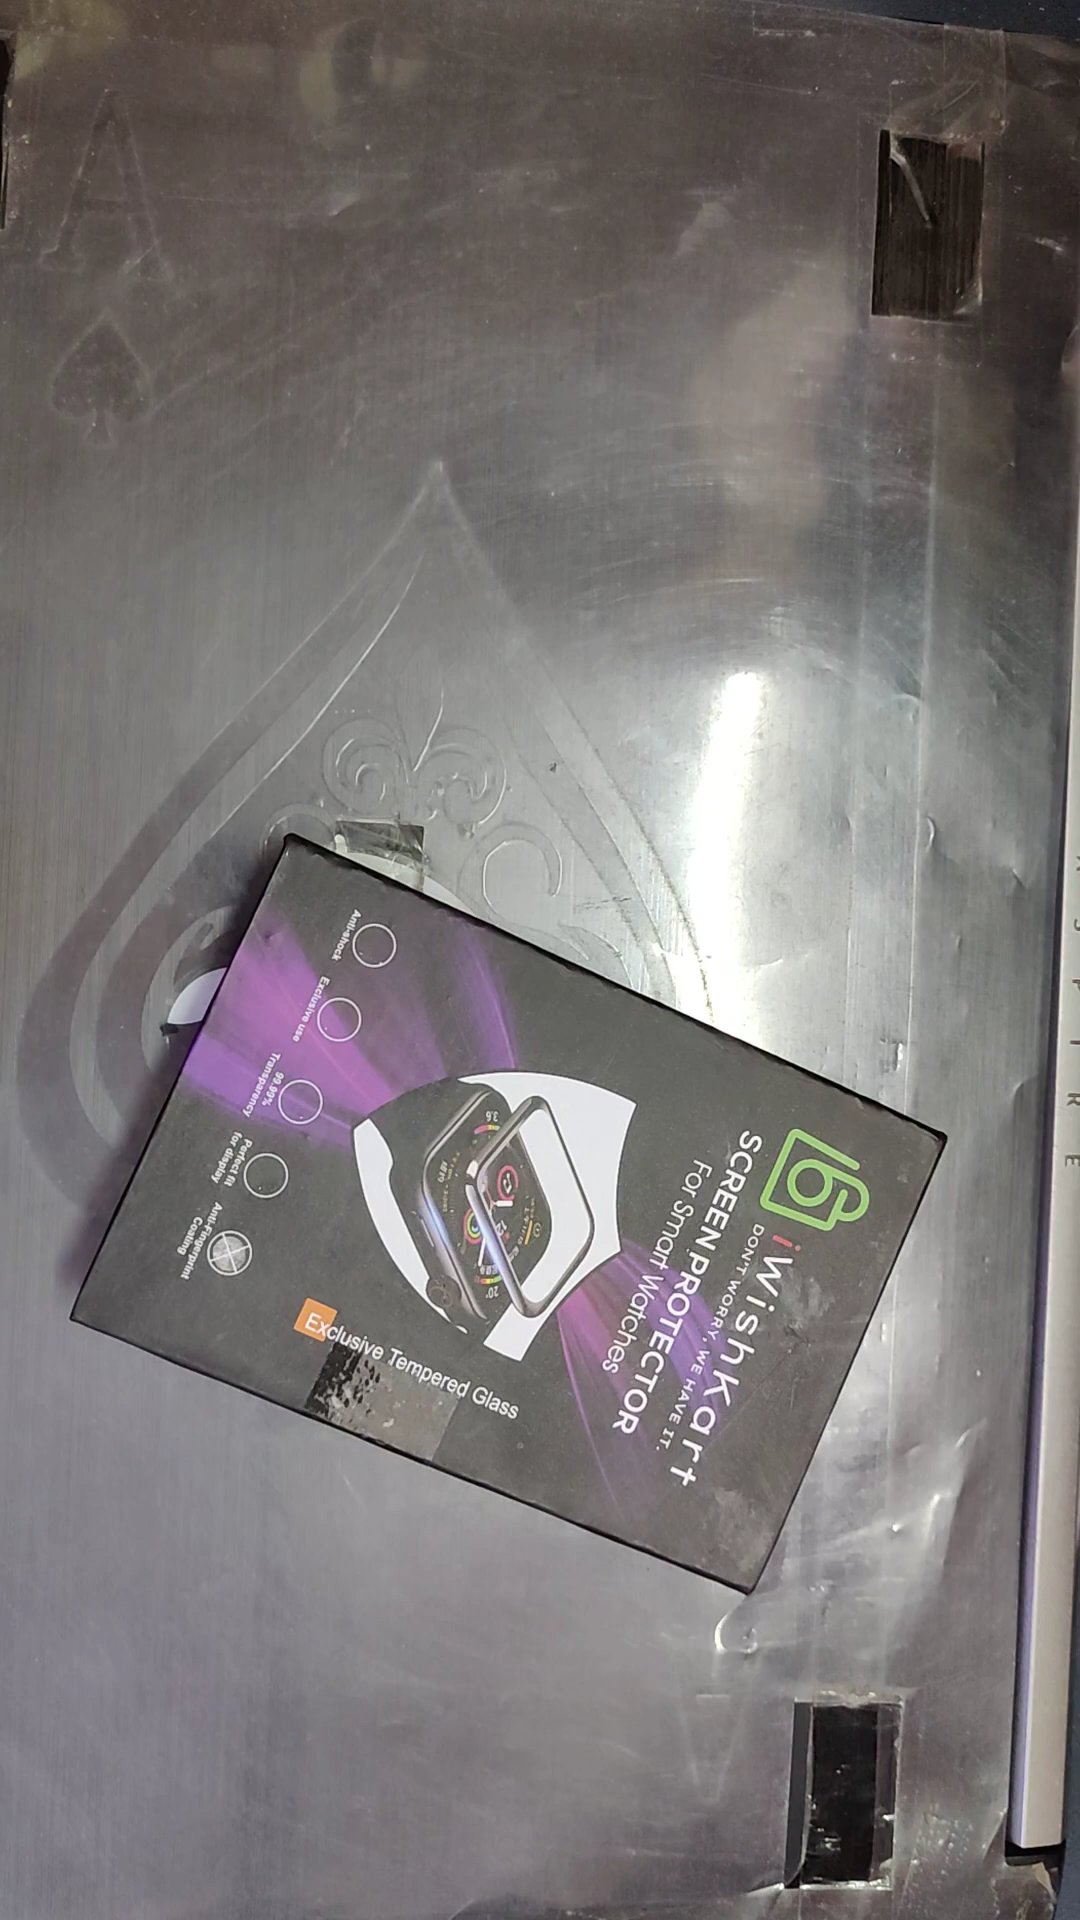 iWishKart
DON'T WORRY, WE HAVE IT.
SCREEN PROTECTOR
For Smart Watches
Exclusive Tempered Glass
Anti-shock
Exclusive use
99.99%
Transparency
Perfect fit
for display
Anti-Fingerprint
Coating
A